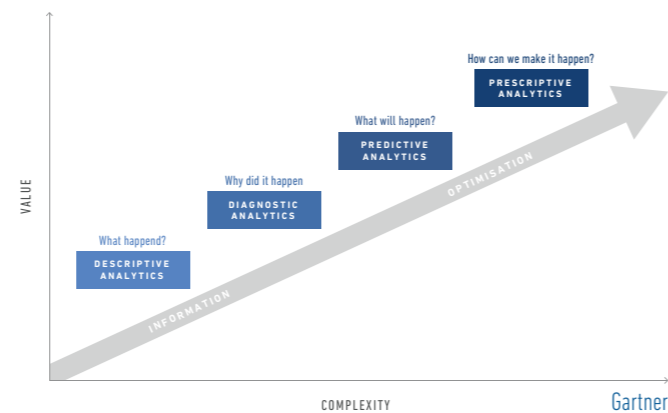 How can we make it happen?
PRESCRIPTIVE
ANALYTICS
What will happen?
PREDICTIVE
ANALYTICS
Why did it happen
DIAGNOSTIC
ANALYTICS
What happend?
DESCRIPTIVE
ANALYTICS
OPTIMISATION
INFORMATION
VALUE
COMPLEXITY
Gartner